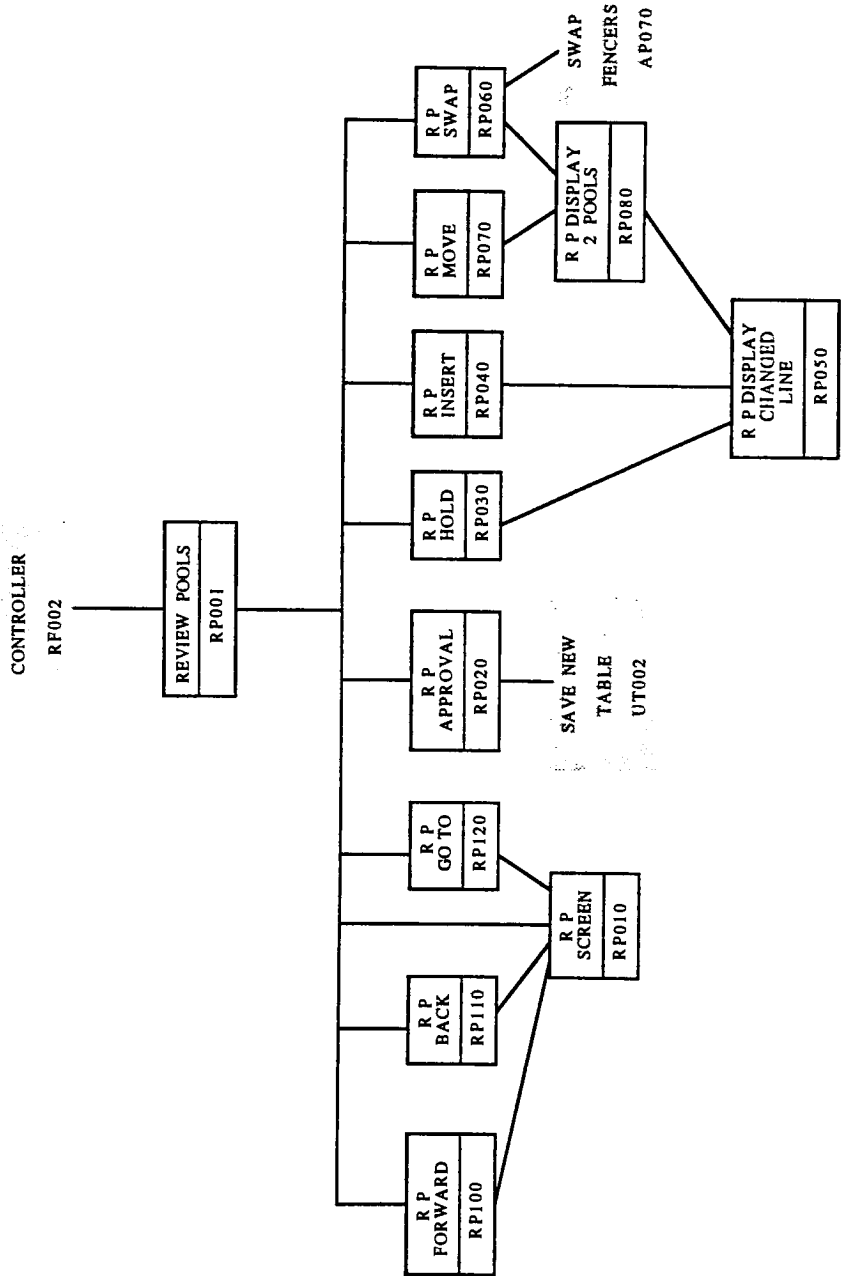 CONTROLLER
RF002
REVIEW POOLS
RP001
R P
FORWARD
RP100
R P
BACK
RP110
R P
GO TO
RP120
R P
APPROVAL
RP020
R P
HOLD
RP030
R P
INSERT
RP040
R P
MOVE
RP070
R P
SWAP
RP060
R P
SCREEN
RP010
SAVE NEW
TABLE
UT002
R P DISPLAY
2 POOLS
RP080
SWAP
FENCERS
AP070
R P DISPLAY
CHANGED
LINE
RP050